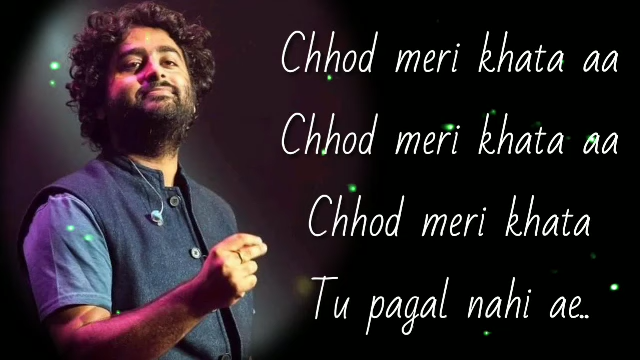 Chhod meri khata aa
Chhod meri khata aa
Chhod meri khata
Tu pagal nahi ae..